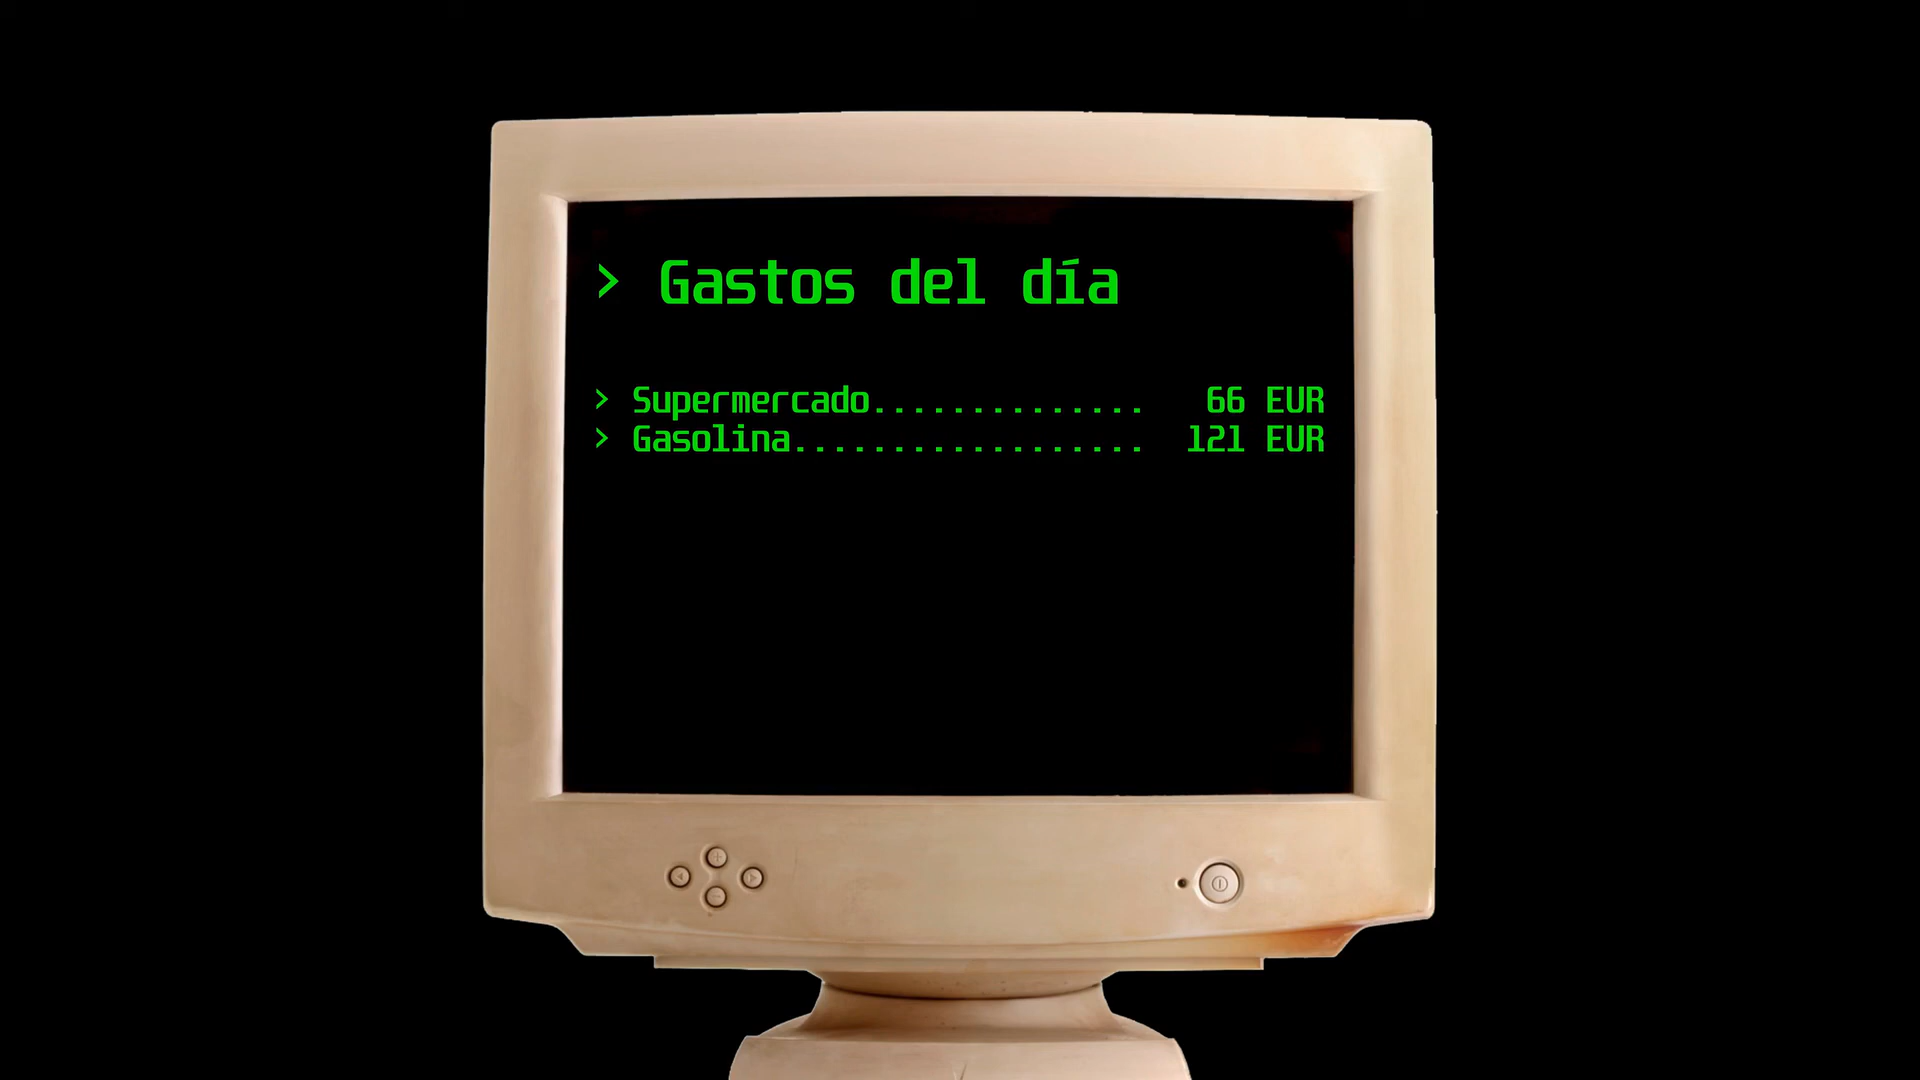 > Gastos del día
> Supermercado.............. 66 EUR
> Gasolina.................. 121 EUR